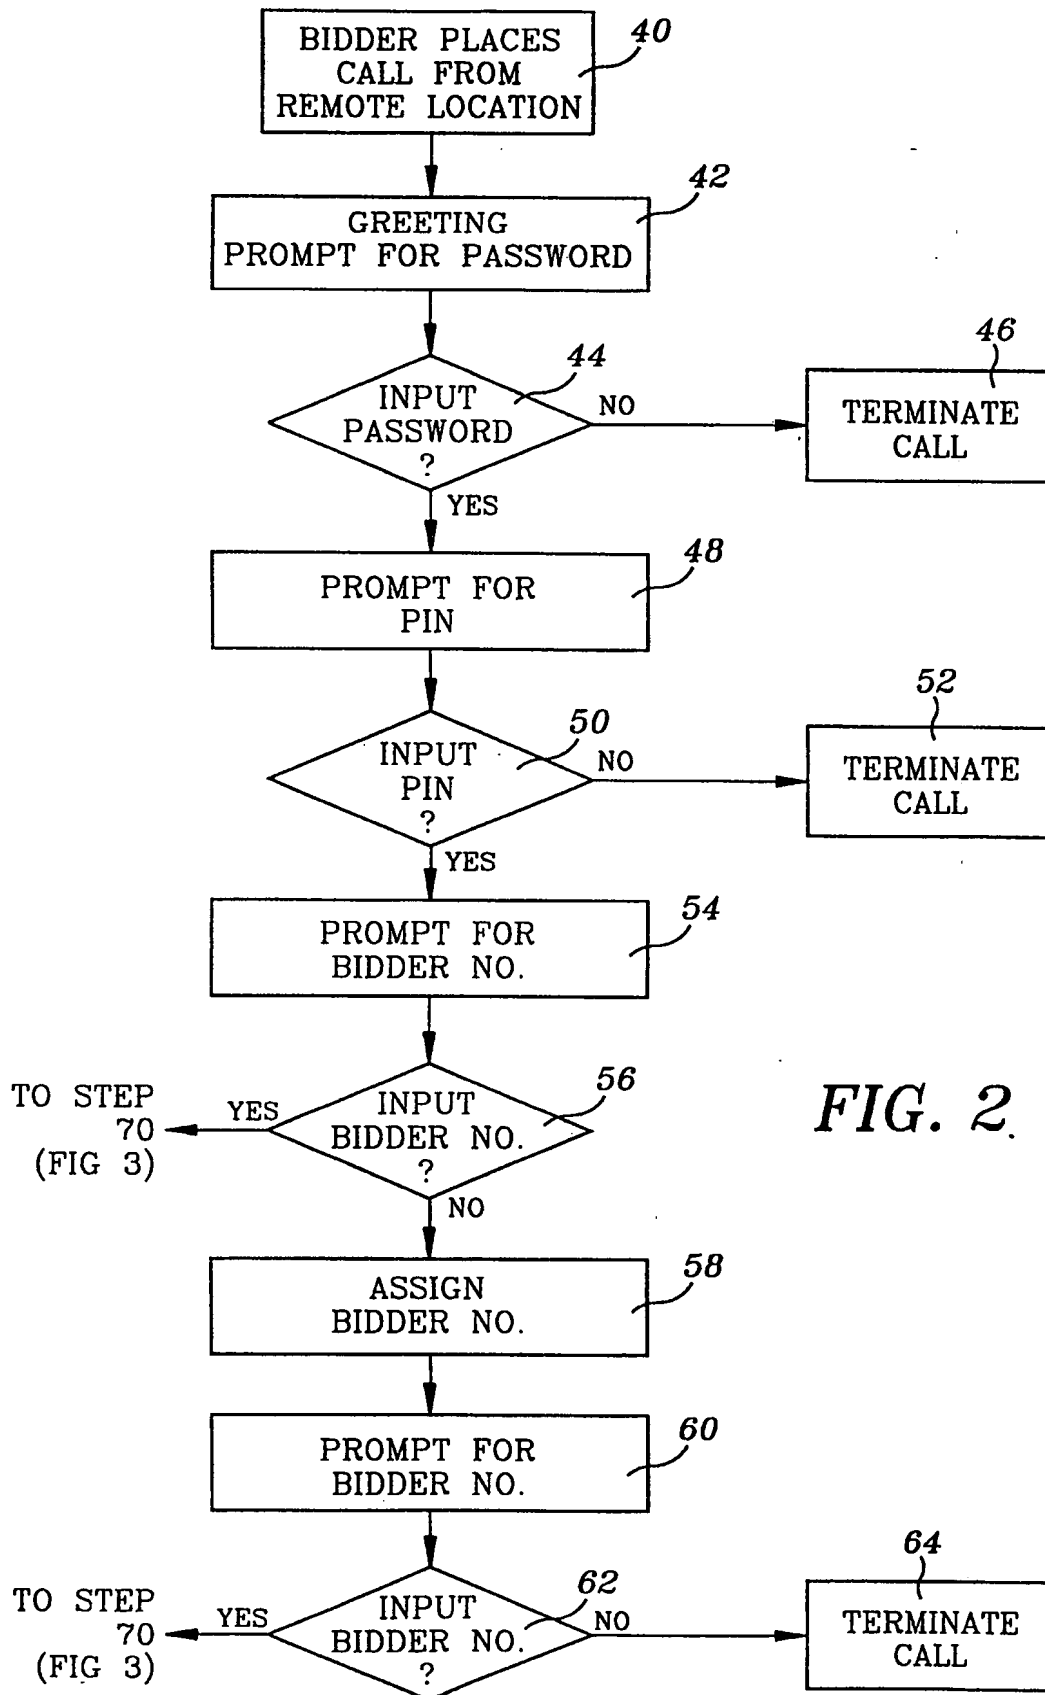 BIDDER PLACES
CALL FROM
REMOTE LOCATION
40
GREETING
PROMPT FOR PASSWORD
42
INPUT
PASSWORD
?
44
NO
TERMINATE
CALL
46
YES
PROMPT FOR
PIN
48
INPUT
PIN
?
50
NO
TERMINATE
CALL
52
YES
PROMPT FOR
BIDDER NO.
54
INPUT
BIDDER NO.
?
56
YES
TO STEP
70
(FIG 3)
FIG. 2
NO
ASSIGN
BIDDER NO.
58
PROMPT FOR
BIDDER NO.
60
INPUT
BIDDER NO.
?
62
YES
TO STEP
70
(FIG 3)
NO
TERMINATE
CALL
64